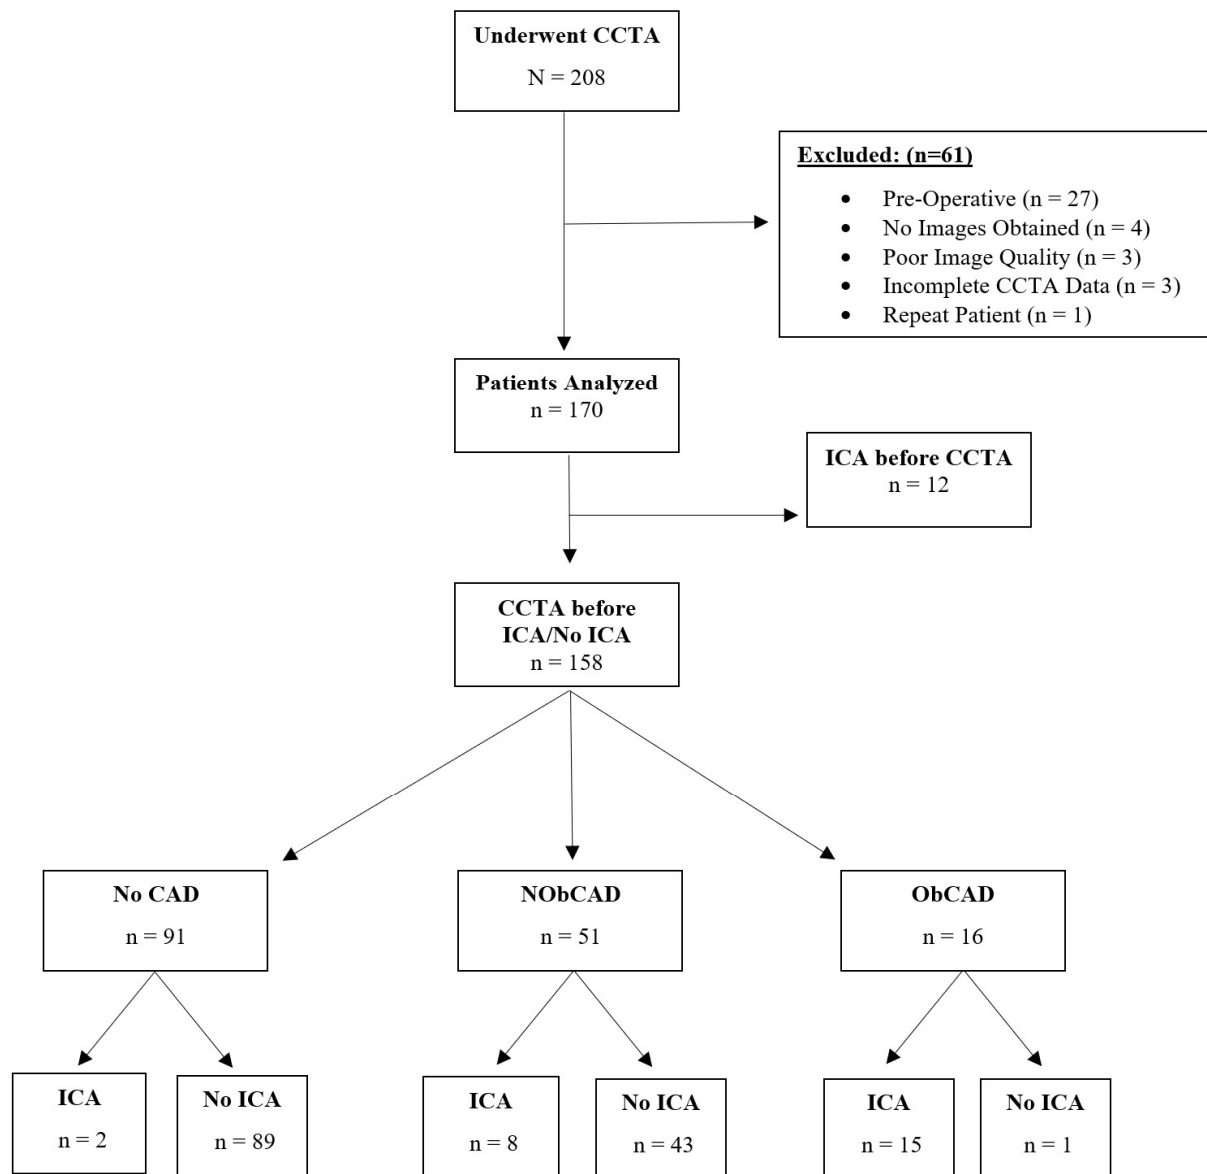 Underwent CCTA
N = 208
Excluded: (n=61)
• Pre-Operative (n = 27)
• No Images Obtained (n = 4)
• Poor Image Quality (n = 3)
• Incomplete CCTA Data (n = 3)
• Repeat Patient (n = 1)
Patients Analyzed
n = 170
ICA before CCTA
n = 12
CCTA before
ICA/No ICA
n = 158
No CAD
n = 91
NObCAD
n = 51
ObCAD
n = 16
ICA
n = 2
No ICA
n = 89
ICA
n = 8
No ICA
n = 43
ICA
n = 15
No ICA
n = 1